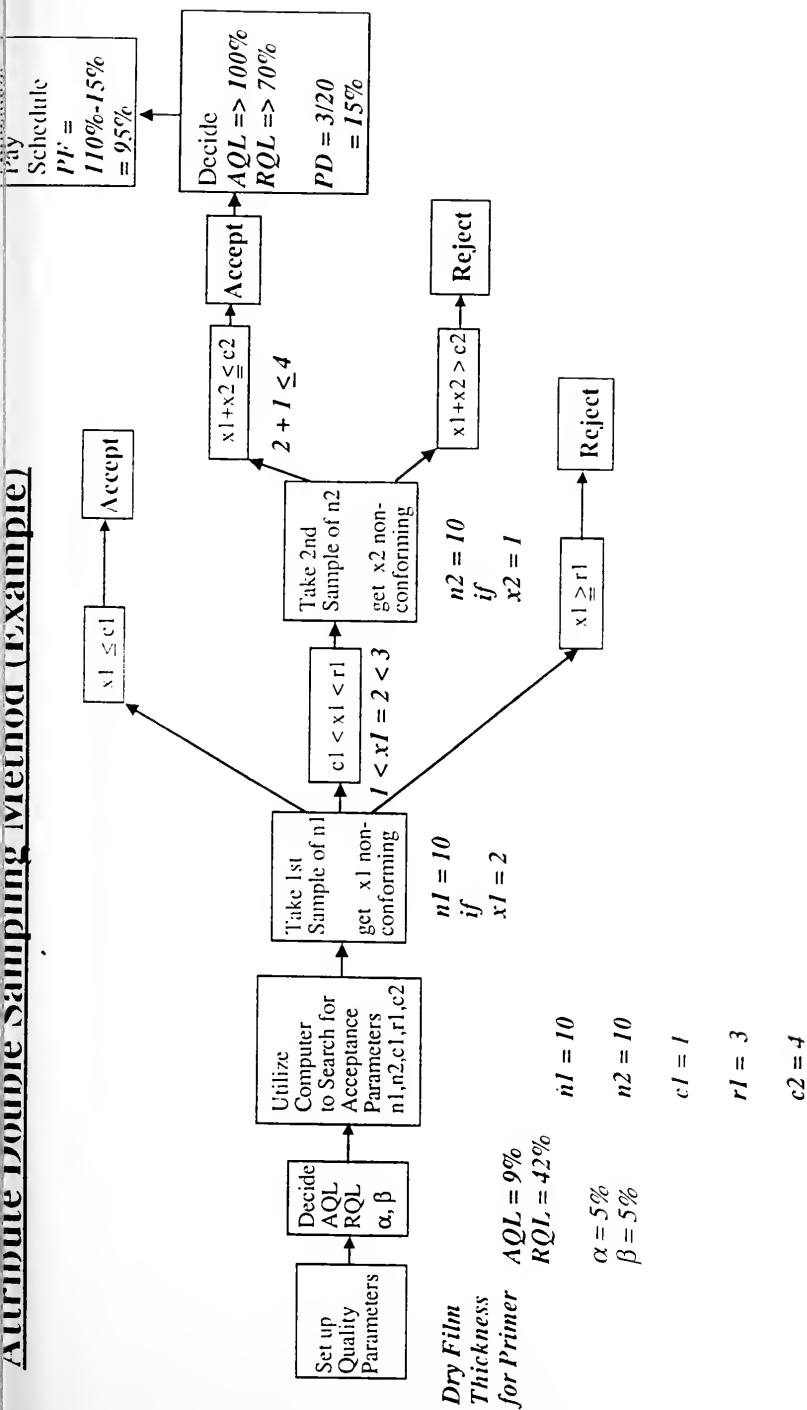 Attribute Double Sampling Method (Example)
Set up
Quality
Parameters
Dry Film
Thickness
for Primer
Decide
AQL
RQL
α, β
AQL = 9%
RQL = 42%
α = 5%
β = 5%
Utilize
Computer
to Search for
Acceptance
Parameters
n1,n2,c1,r1,c2
n1 = 10
n2 = 10
c1 = 1
r1 = 3
c2 = 4
Take 1st
Sample of n1
get x1 non-
conforming
n1 = 10
if
x1 = 2
x1 ≤ c1
Accept
c1 < x1 < r1
1 < x1 = 2 < 3
x1 ≥ r1
Reject
Take 2nd
Sample of n2
get x2 non-
conforming
n2 = 10
if
x2 = 1
x1+x2 ≤ c2
2 + 1 ≤ 4
Accept
x1+x2 > c2
Reject
Decide
AQL => 100%
RQL => 70%
PD = 3/20
= 15%
Pay
Schedule
PF =
110%-15%
= 95%